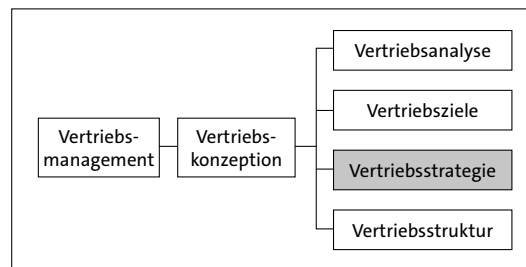 Vertriebs-
management
Vertriebs-
konzeption
Vertriebsanalyse
Vertriebsziele
Vertriebsstrategie
Vertriebsstruktur